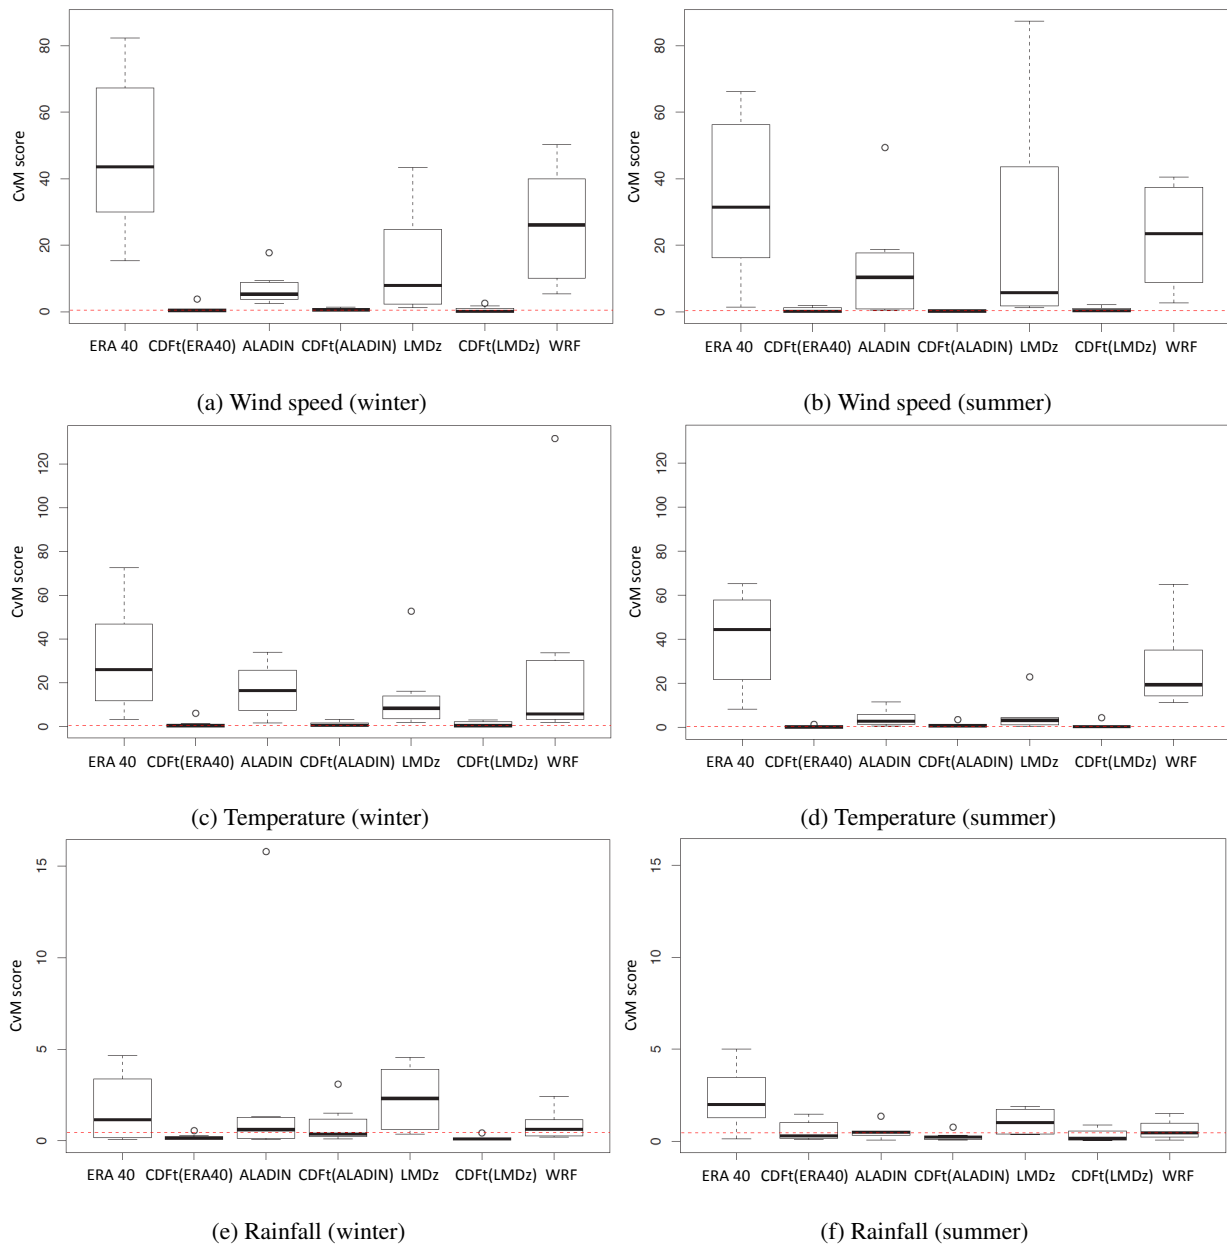 CvM score
80
60
40
20
0
ERA 40 CDFt(ERA40) ALADIN CDFt(ALADIN) LMDz CDFt(LMDz) WRF
(a) Wind speed (winter)
CvM score
80
60
40
20
0
ERA 40 CDFt(ERA40) ALADIN CDFt(ALADIN) LMDz CDFt(LMDz) WRF
(b) Wind speed (summer)
CvM score
120
100
80
60
40
20
0
ERA 40 CDFt(ERA40) ALADIN CDFt(ALADIN) LMDz CDFt(LMDz) WRF
(c) Temperature (winter)
CvM score
120
100
80
60
40
20
0
ERA 40 CDFt(ERA40) ALADIN CDFt(ALADIN) LMDz CDFt(LMDz) WRF
(d) Temperature (summer)
CvM score
15
10
5
0
ERA 40 CDFt(ERA40) ALADIN CDFt(ALADIN) LMDz CDFt(LMDz) WRF
(e) Rainfall (winter)
CvM score
15
10
5
0
ERA 40 CDFt(ERA40) ALADIN CDFt(ALADIN) LMDz CDFt(LMDz) WRF
(f) Rainfall (summer)